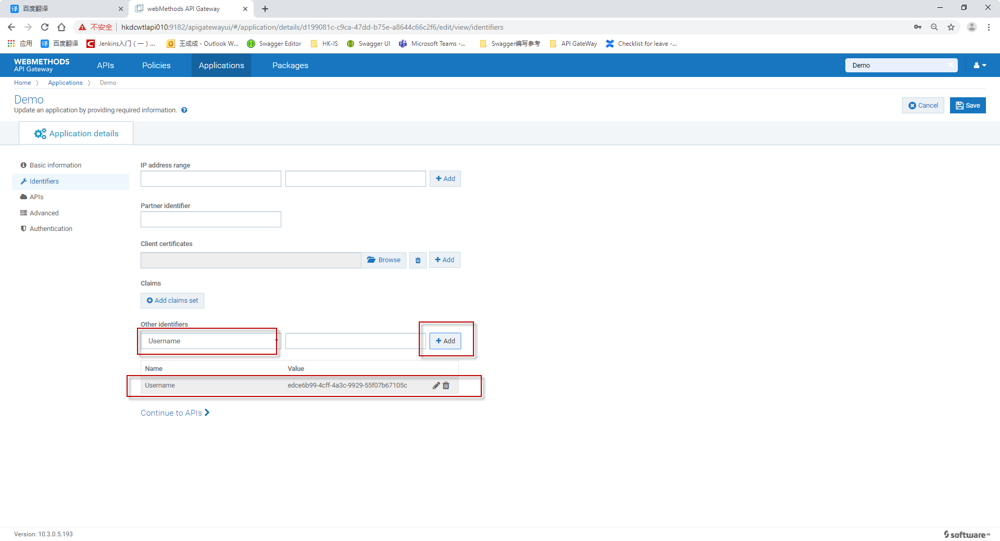 百度翻译
webMethods API Gateway
不安全 hkdcwtlapi010:9182/apigatewayui/#/application/details/d199081c-c9ca-47dd-b75e-a8644c66c2f6/edit/view/identifiers
应用 百度翻译 Jenkins入门（一）... 王成成 - Outlook W... Swagger Editor HK-IS Swagger UI Microsoft Teams -... Swagger编写参考 API GateWay Checklist for leave -...
WEBMETHODS
API Gateway
APIs Policies Applications Packages Demo
Home Applications Demo
Demo
Update an application by providing required information.
Cancel Save
Application details
Basic information
Identifiers
APIs
Advanced
Authentication
IP address range
Add
Partner identifier
Client certificates
Browse Add
Claims
Add claims set
Other identifiers
Username Add
Name Value
Username edce6b99-4cff-4a3c-9929-55f07b67105c
Continue to APIs
Version: 10.3.0.5.193
software AG